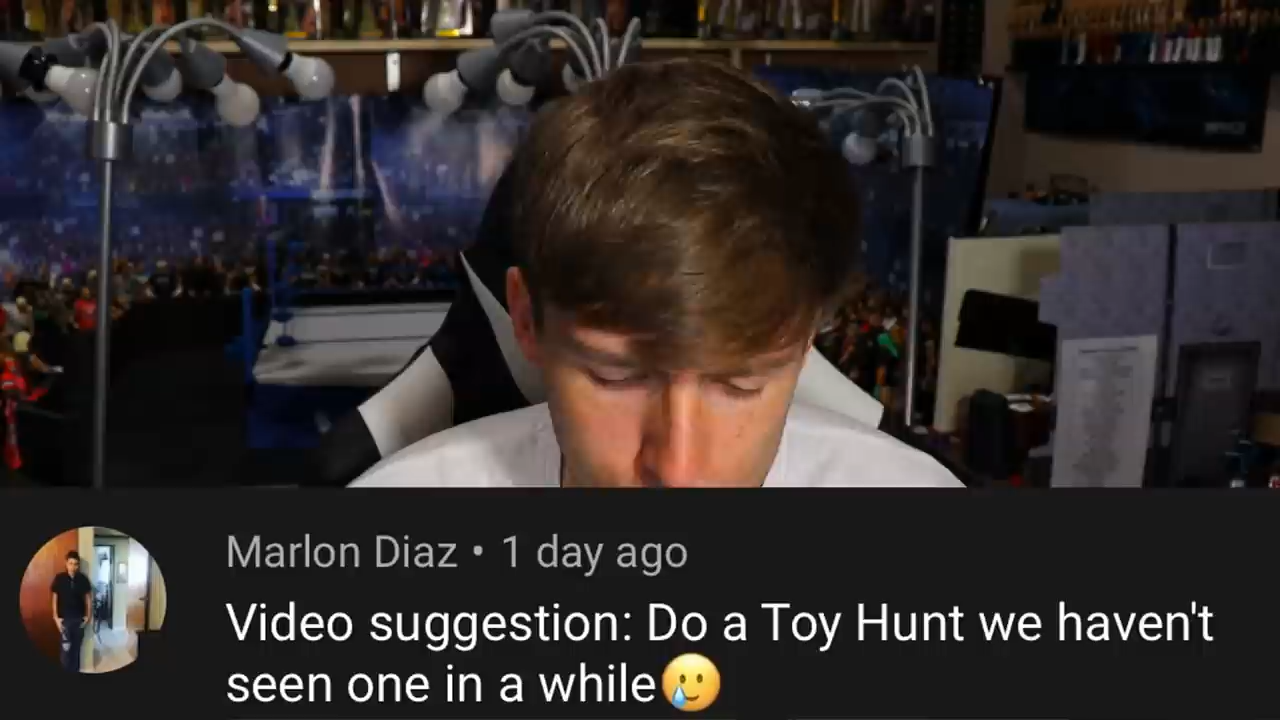 Marlon Diaz • 1 day ago
Video suggestion: Do a Toy Hunt we haven't
seen one in a while🥲